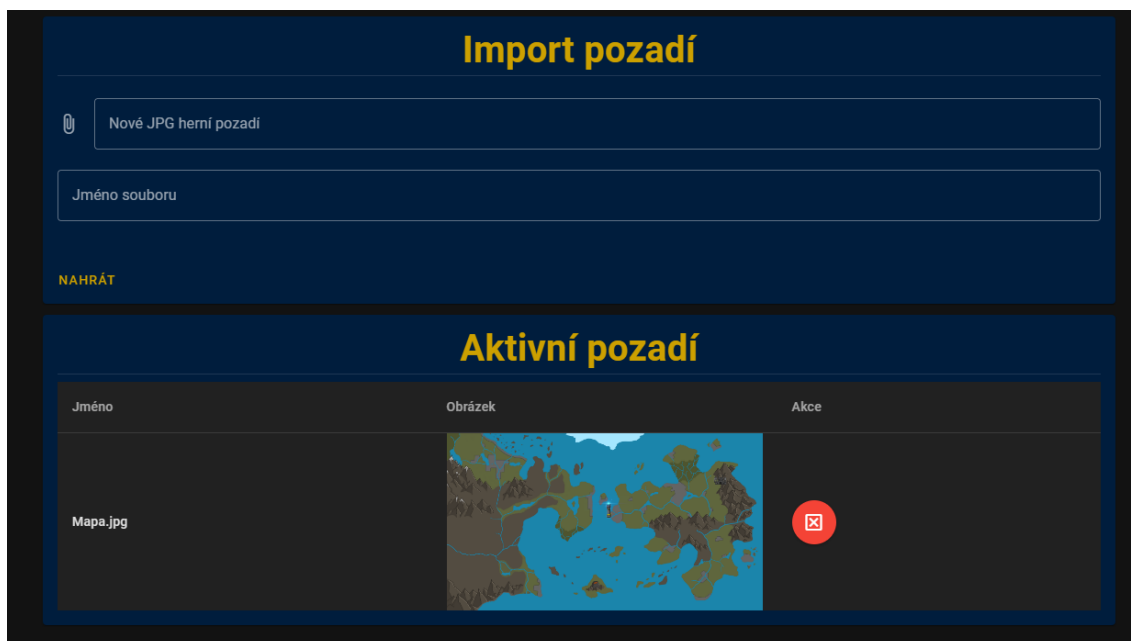 Import pozadí
Nové JPG herní pozadí
Jméno souboru
NAHRÁT
Aktivní pozadí
Jméno Obrázek Akce
Mapa.jpg